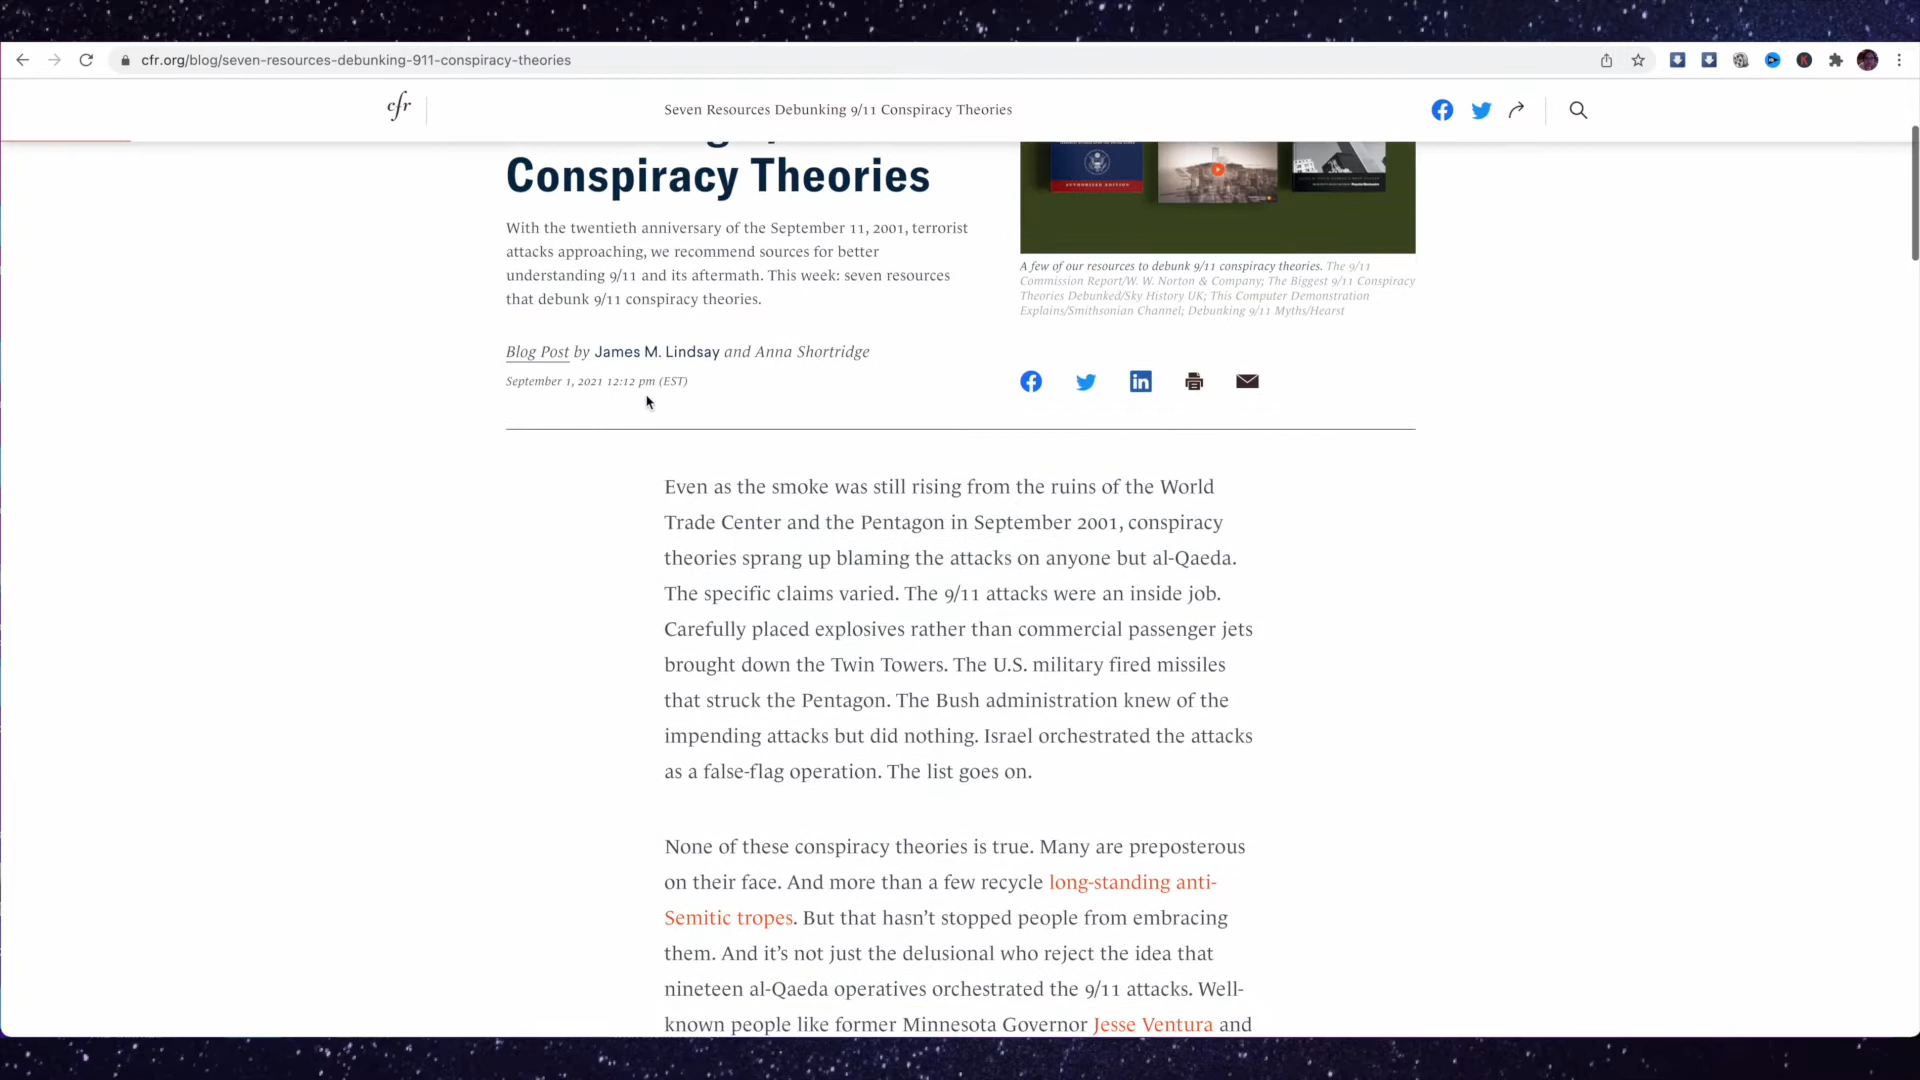 cfr.org/blog/seven-resources-debunking-911-conspiracy-theories
cfr
Seven Resources Debunking 9/11 Conspiracy Theories
Conspiracy Theories
With the twentieth anniversary of the September 11, 2001, terrorist
attacks approaching, we recommend sources for better
understanding 9/11 and its aftermath. This week: seven resources
that debunk 9/11 conspiracy theories.
AUTHORIZED EDITION
A few of our resources to debunk 9/11 conspiracy theories. The 9/11
Commission Report/W. W. Norton & Company; The Biggest 9/11 Conspiracy
Theories Debunked/Sky History UK; This Computer Demonstration
Explains/Smithsonian Channel; Debunking 9/11 Myths/Hearst
Blog Post by James M. Lindsay and Anna Shortridge
September 1, 2021 12:12 pm (EST)
Even as the smoke was still rising from the ruins of the World
Trade Center and the Pentagon in September 2001, conspiracy
theories sprang up blaming the attacks on anyone but al-Qaeda.
The specific claims varied. The 9/11 attacks were an inside job.
Carefully placed explosives rather than commercial passenger jets
brought down the Twin Towers. The U.S. military fired missiles
that struck the Pentagon. The Bush administration knew of the
impending attacks but did nothing. Israel orchestrated the attacks
as a false-flag operation. The list goes on.
None of these conspiracy theories is true. Many are preposterous
on their face. And more than a few recycle long-standing anti-
Semitic tropes. But that hasn't stopped people from embracing
them. And it's not just the delusional who reject the idea that
nineteen al-Qaeda operatives orchestrated the 9/11 attacks. Well-
known people like former Minnesota Governor Jesse Ventura and